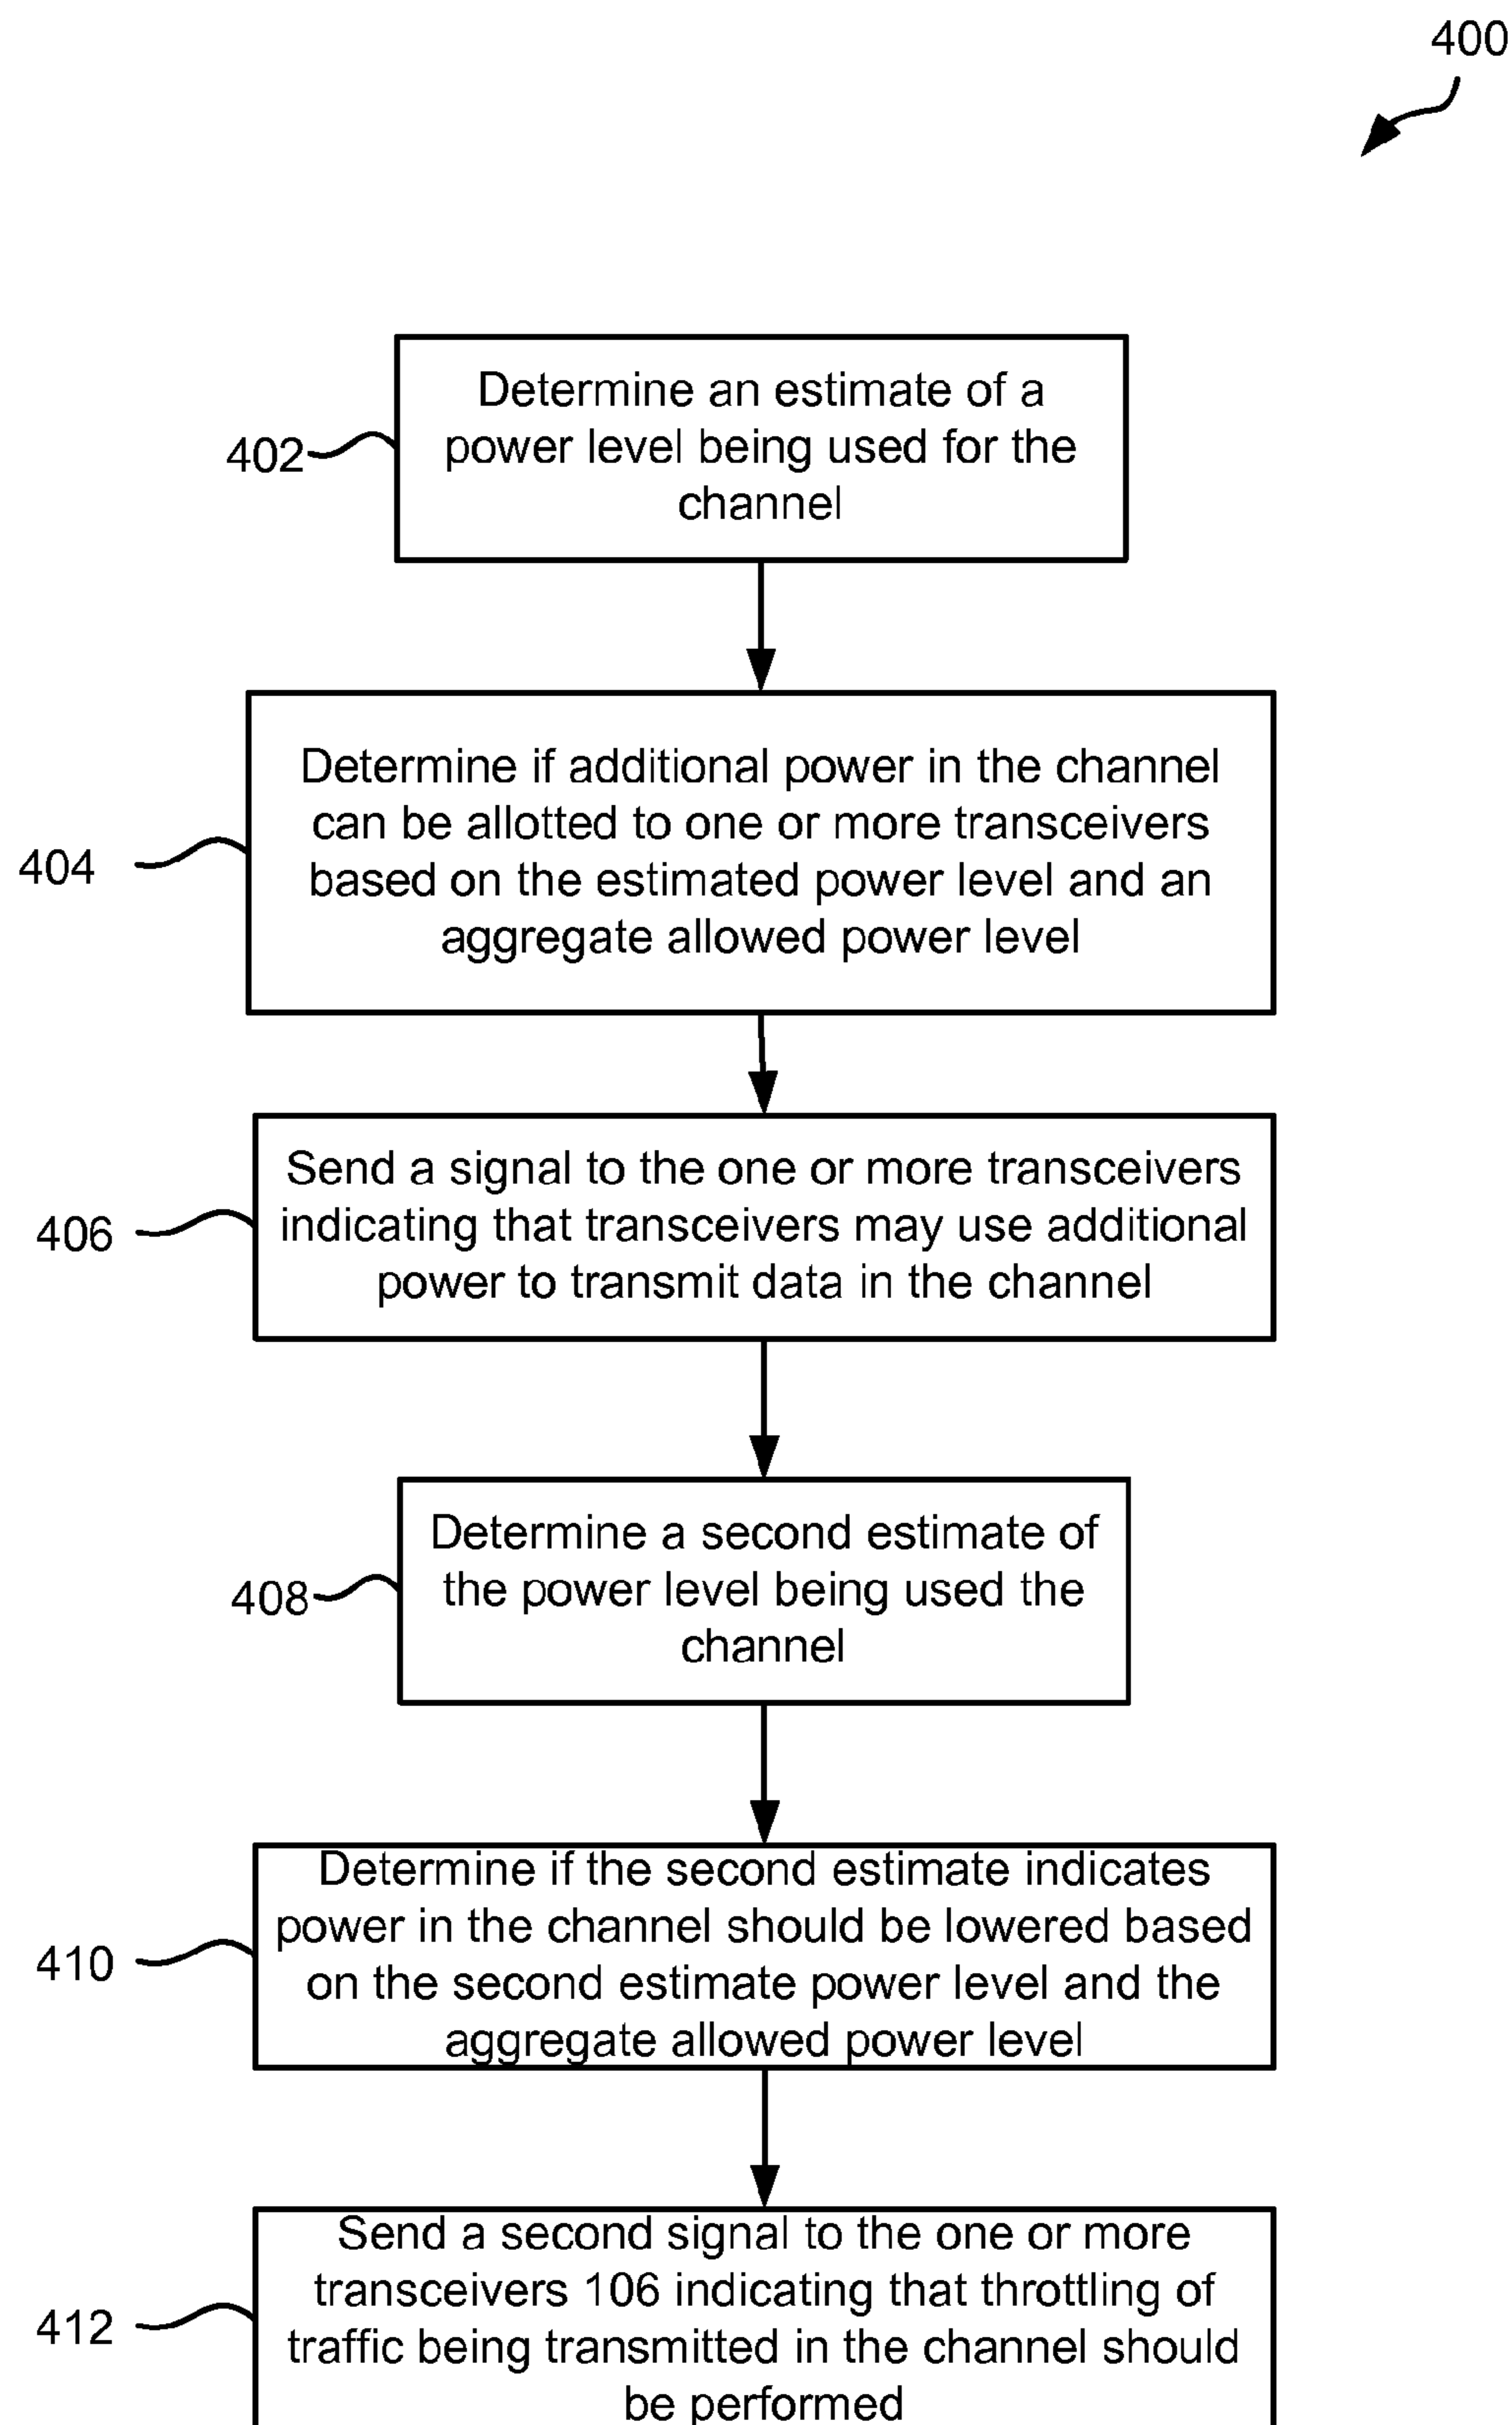 400
Determine an estimate of a
power level being used for the
channel
402
Determine if additional power in the channel
can be allotted to one or more transceivers
based on the estimated power level and an
aggregate allowed power level
404
Send a signal to the one or more transceivers
indicating that transceivers may use additional
power to transmit data in the channel
406
Determine a second estimate of
the power level being used the
channel
408
Determine if the second estimate indicates
power in the channel should be lowered based
on the second estimate power level and the
aggregate allowed power level
410
Send a second signal to the one or more
transceivers 106 indicating that throttling of
traffic being transmitted in the channel should
be performed
412